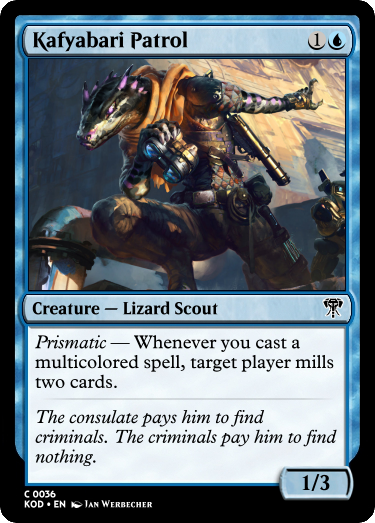 Kafyabari Patrol 1
Creature — Lizard Scout
Prismatic — Whenever you cast a
multicolored spell, target player mills
two cards.
The consulate pays him to find
criminals. The criminals pay him to find
nothing.
1/3
C 0036
KOD • EN Jan Werbecher